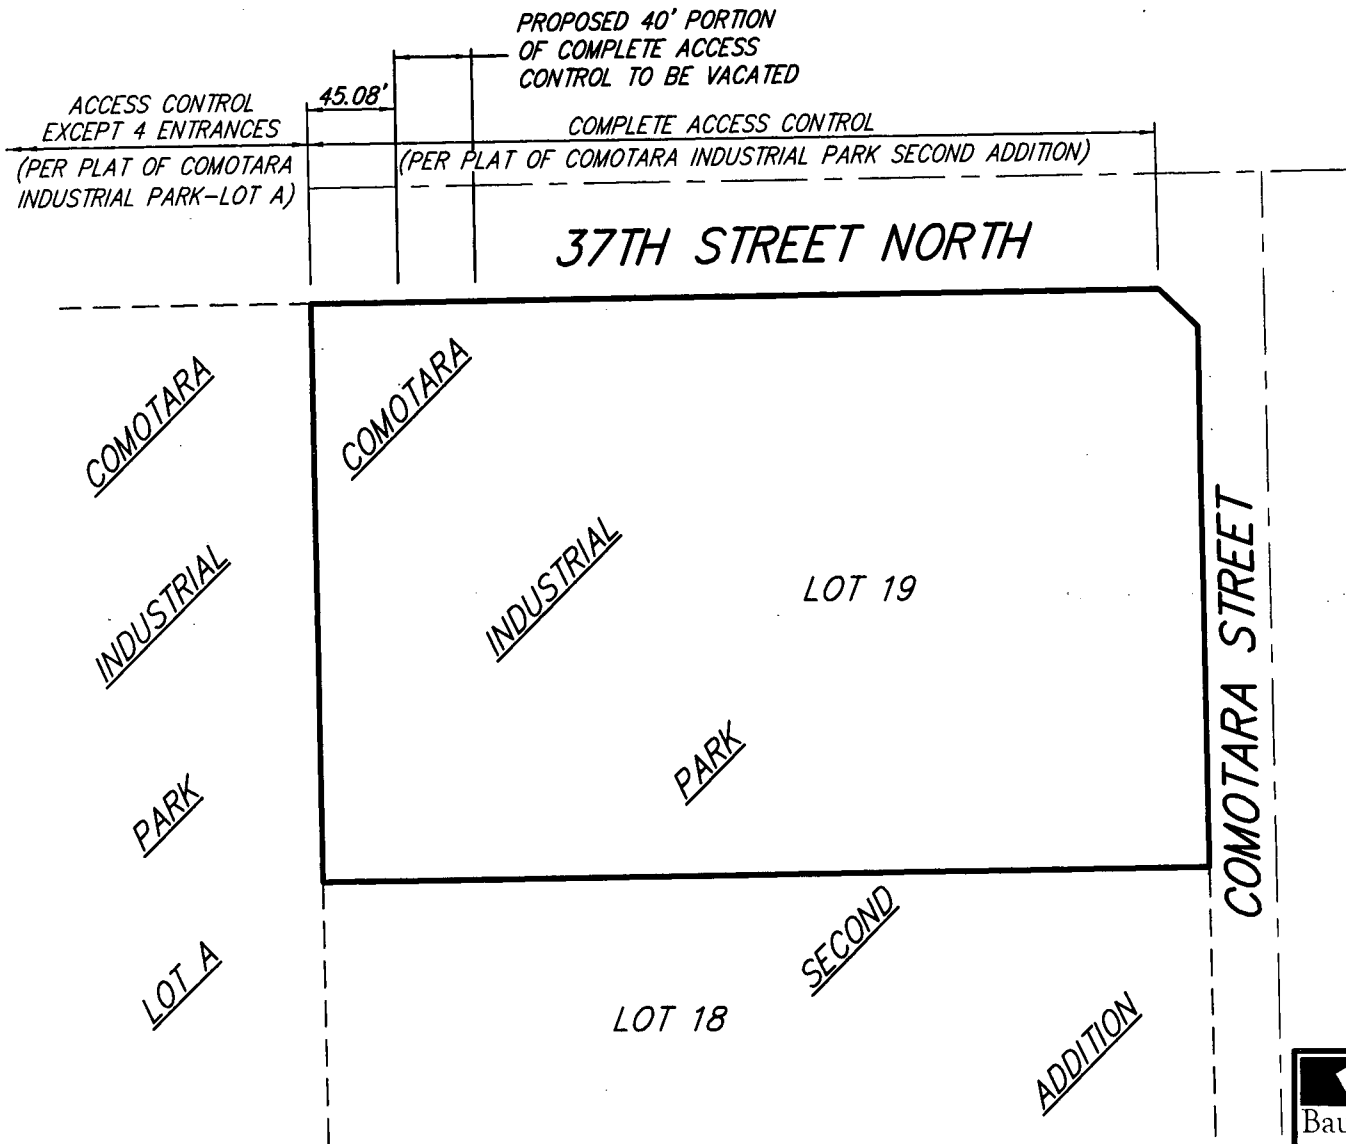 PROPOSED 40' PORTION
OF COMPLETE ACCESS
CONTROL TO BE VACATED
45.08'
ACCESS CONTROL
EXCEPT 4 ENTRANCES
(PER PLAT OF COMOTARA
INDUSTRIAL PARK-LOT A)
COMPLETE ACCESS CONTROL
(PER PLAT OF COMOTARA INDUSTRIAL PARK SECOND ADDITION)
37TH STREET NORTH
COMOTARA
INDUSTRIAL
PARK
LOT A
COMOTARA
INDUSTRIAL
PARK
SECOND
ADDITION
LOT 19
LOT 18
COMOTARA STREET
Bau